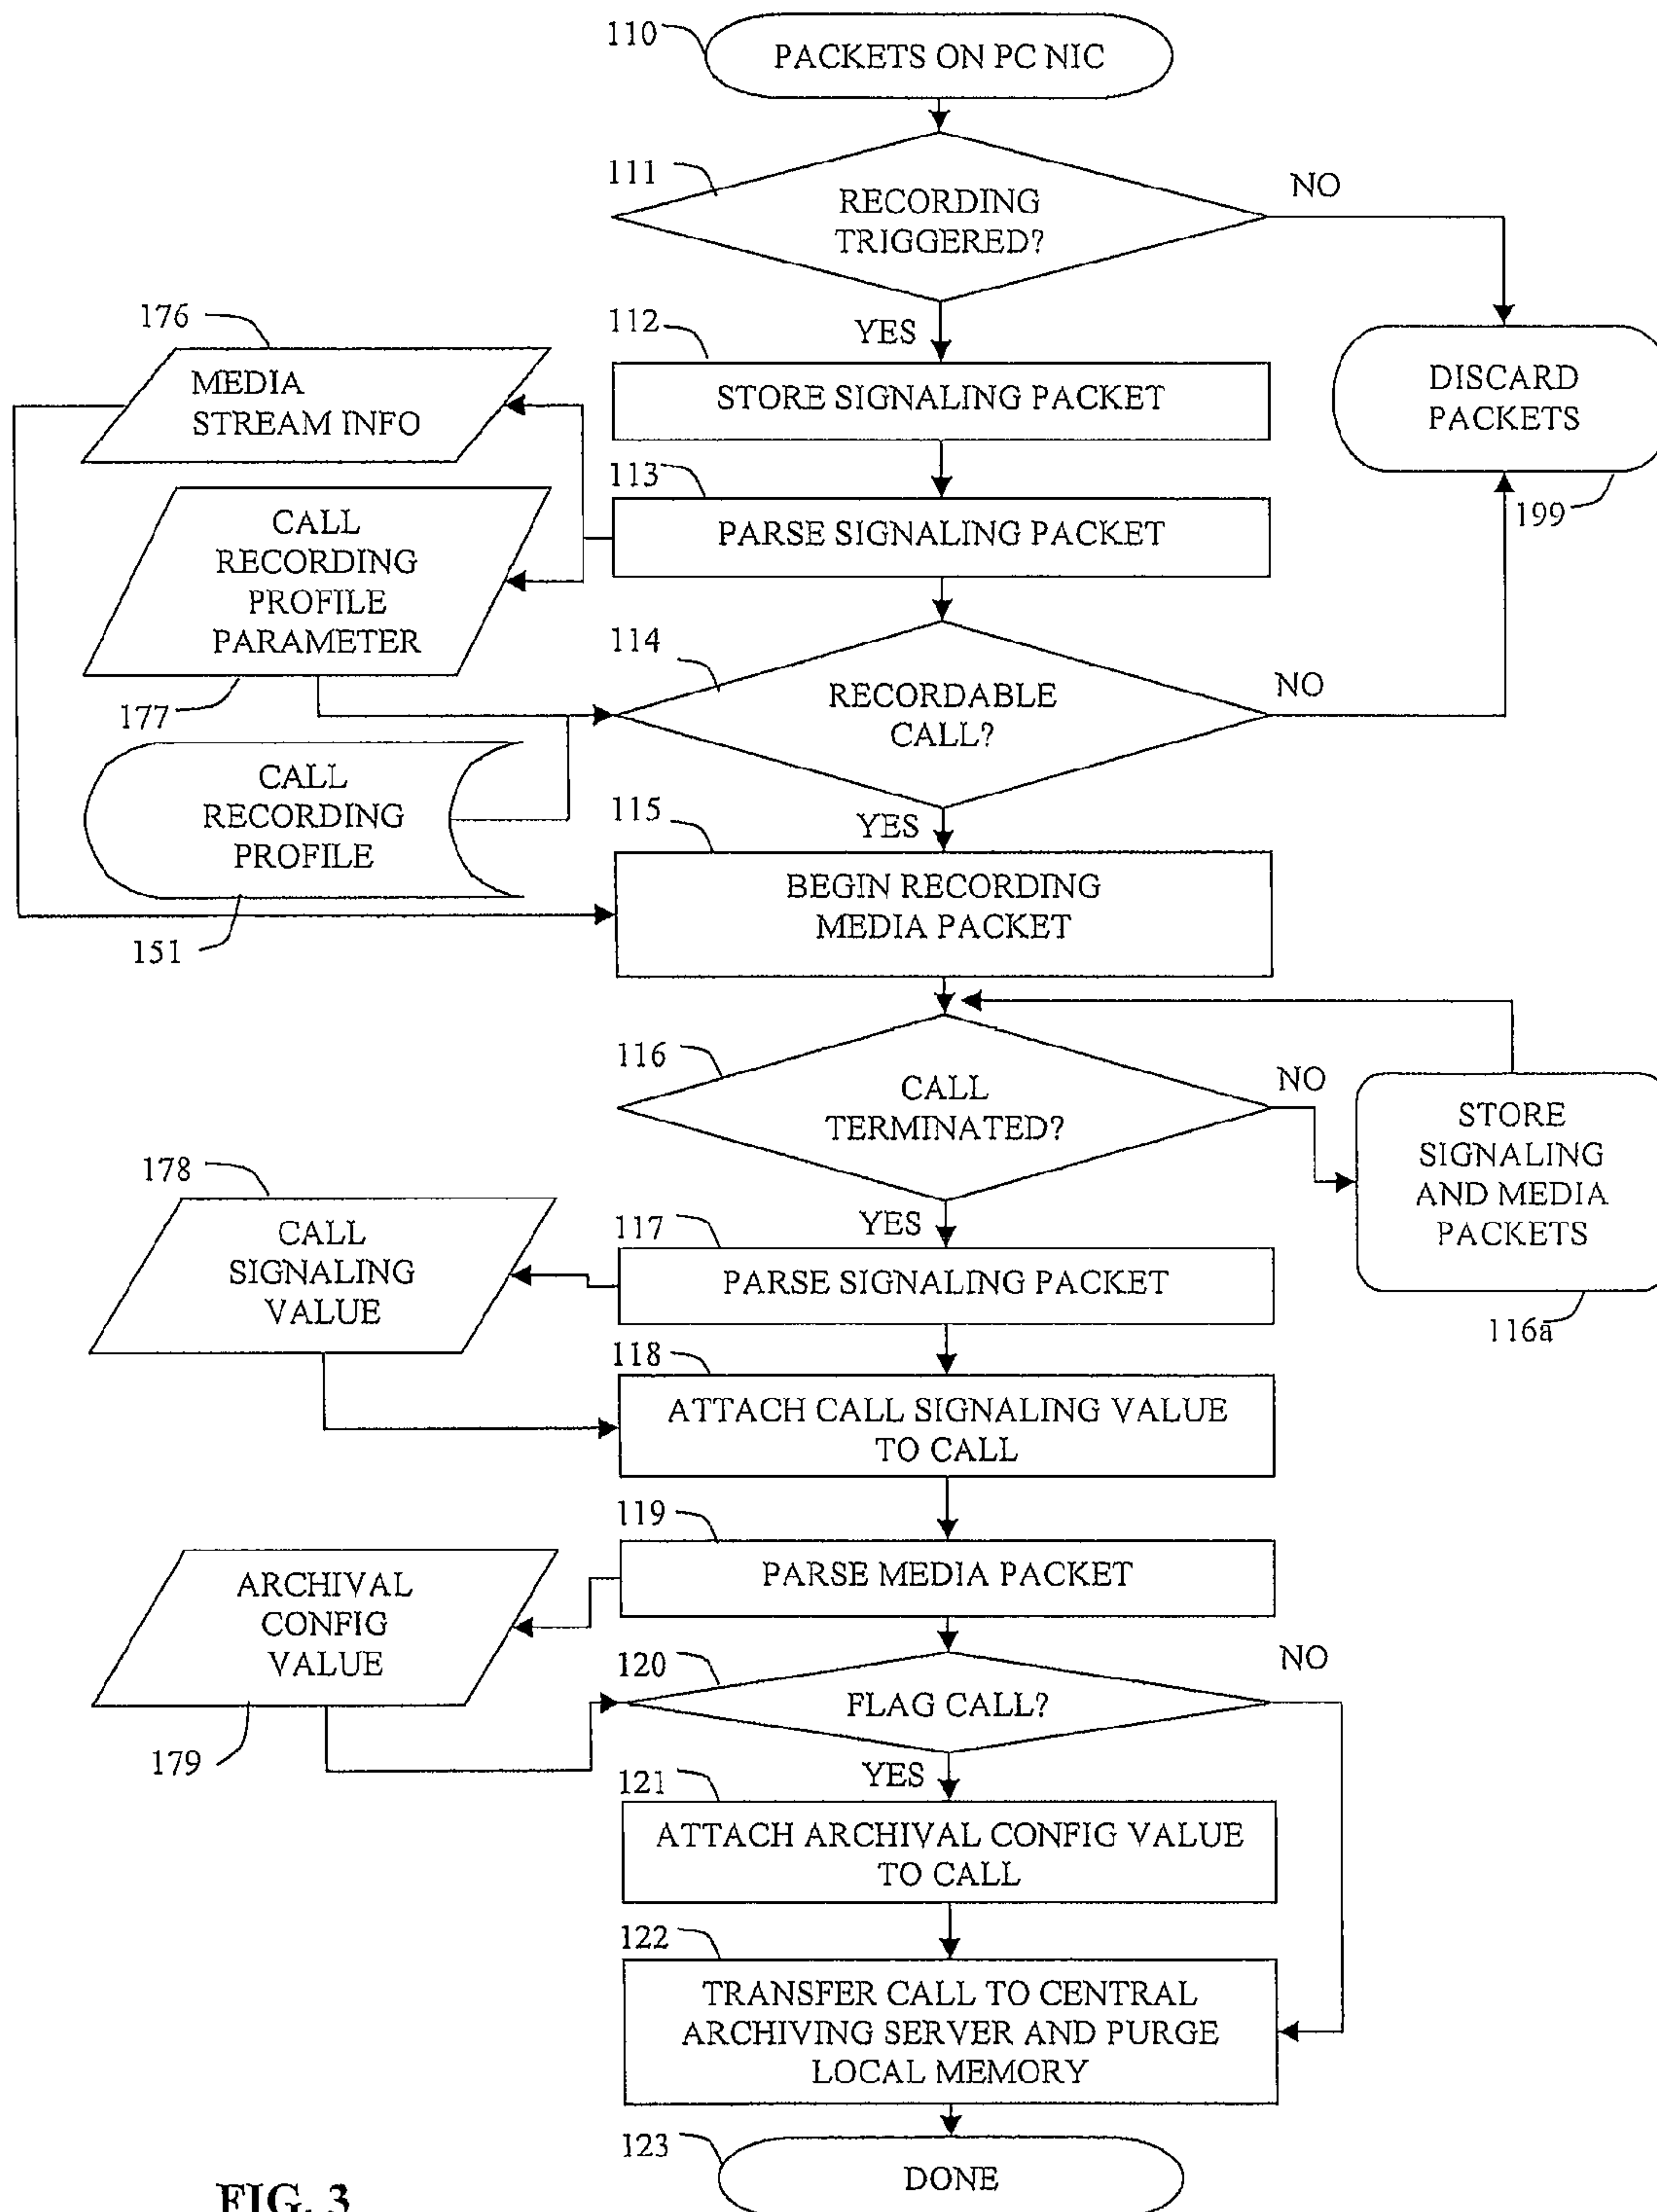 110
PACKETS ON PC NIC
111
RECORDING
TRIGGERED?
NO
176
MEDIA
STREAM INFO
112
YES
STORE SIGNALING PACKET
DISCARD
PACKETS
199
113
PARSE SIGNALING PACKET
CALL
RECORDING
PROFILE
PARAMETER
177
114
RECORDABLE
CALL?
NO
CALL
RECORDING
PROFILE
151
115
YES
BEGIN RECORDING
MEDIA PACKET
116
CALL
TERMINATED?
NO
STORE
SIGNALING
AND MEDIA
PACKETS
116a
178
CALL
SIGNALING
VALUE
117
YES
PARSE SIGNALING PACKET
118
ATTACH CALL SIGNALING VALUE
TO CALL
119
PARSE MEDIA PACKET
ARCHIVAL
CONFIG
VALUE
179
120
FLAG CALL?
NO
121
YES
ATTACH ARCHIVAL CONFIG VALUE
TO CALL
122
TRANSFER CALL TO CENTRAL
ARCHIVING SERVER AND PURGE
LOCAL MEMORY
123
DONE
FIG. 3